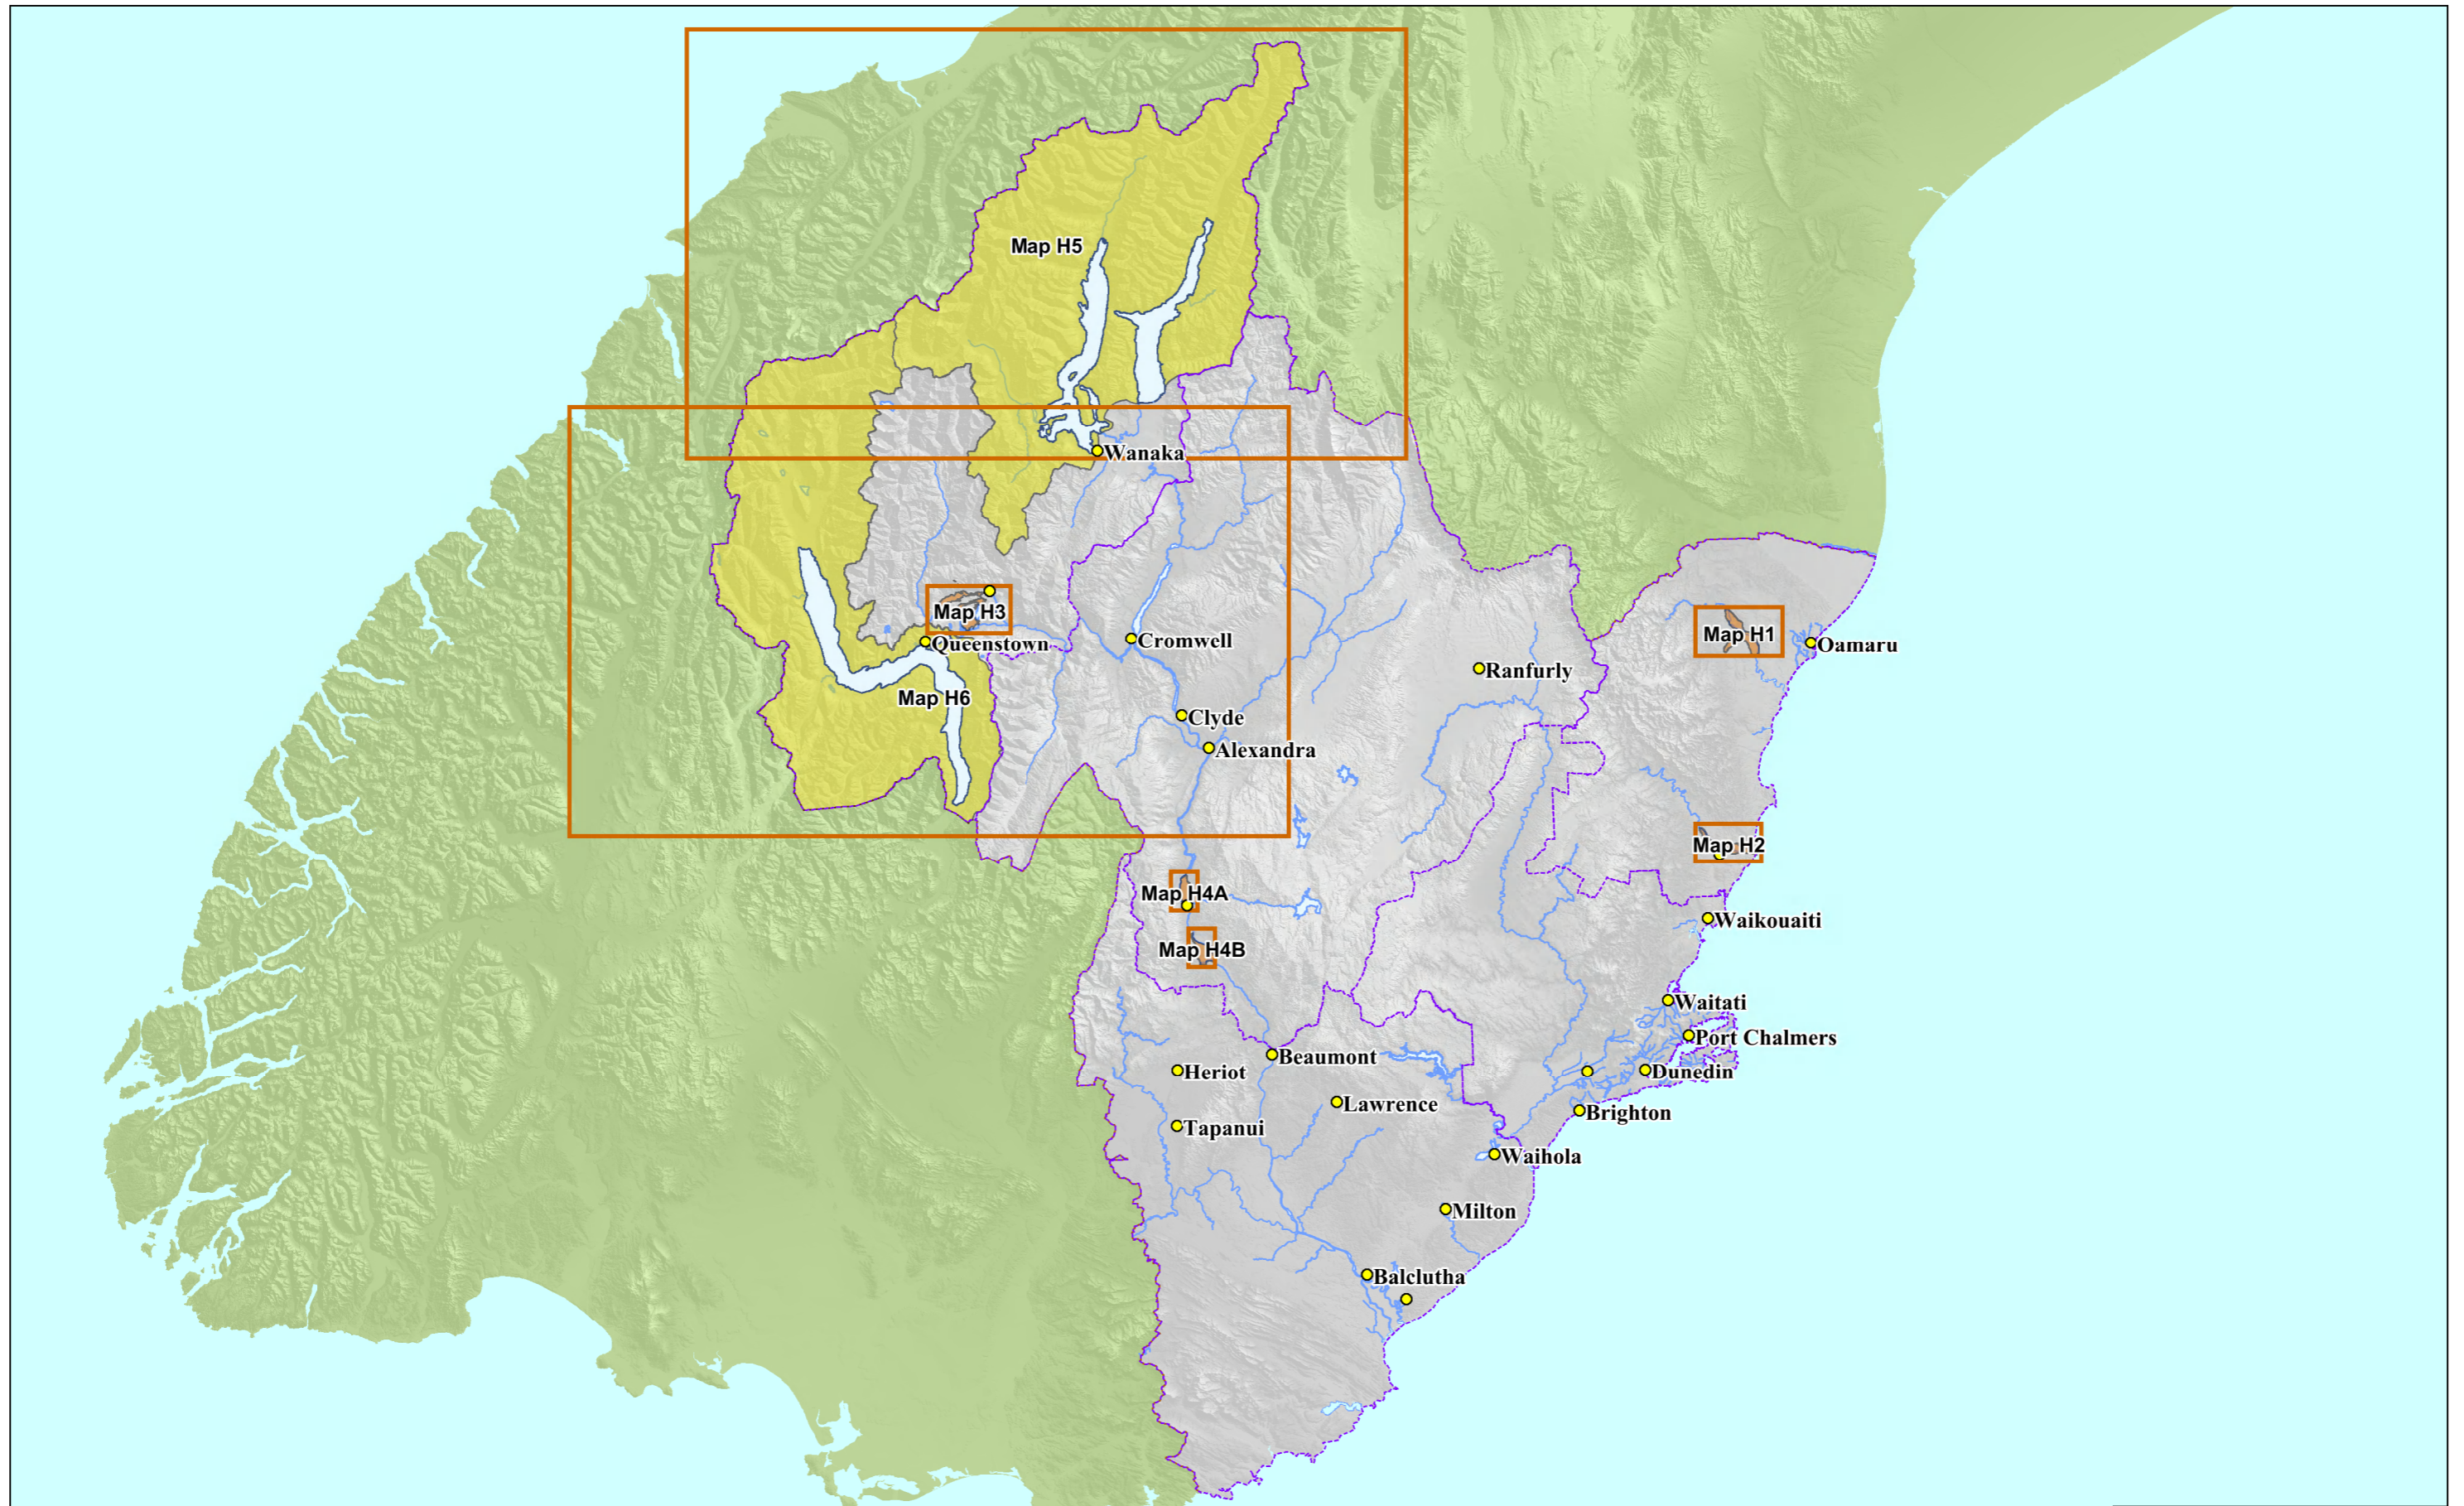 Map H5
Wanaka
Map H3
Queenstown
Cromwell
Map H1
Oamaru
Ranfurly
Map H6
Clyde
Alexandra
Map H2
Map H4A
Waikouaiti
Map H4B
Waitati
Port Chalmers
Beaumont
Heriot
Dunedin
Lawrence
Brighton
Tapanui
Waihola
Milton
Balclutha